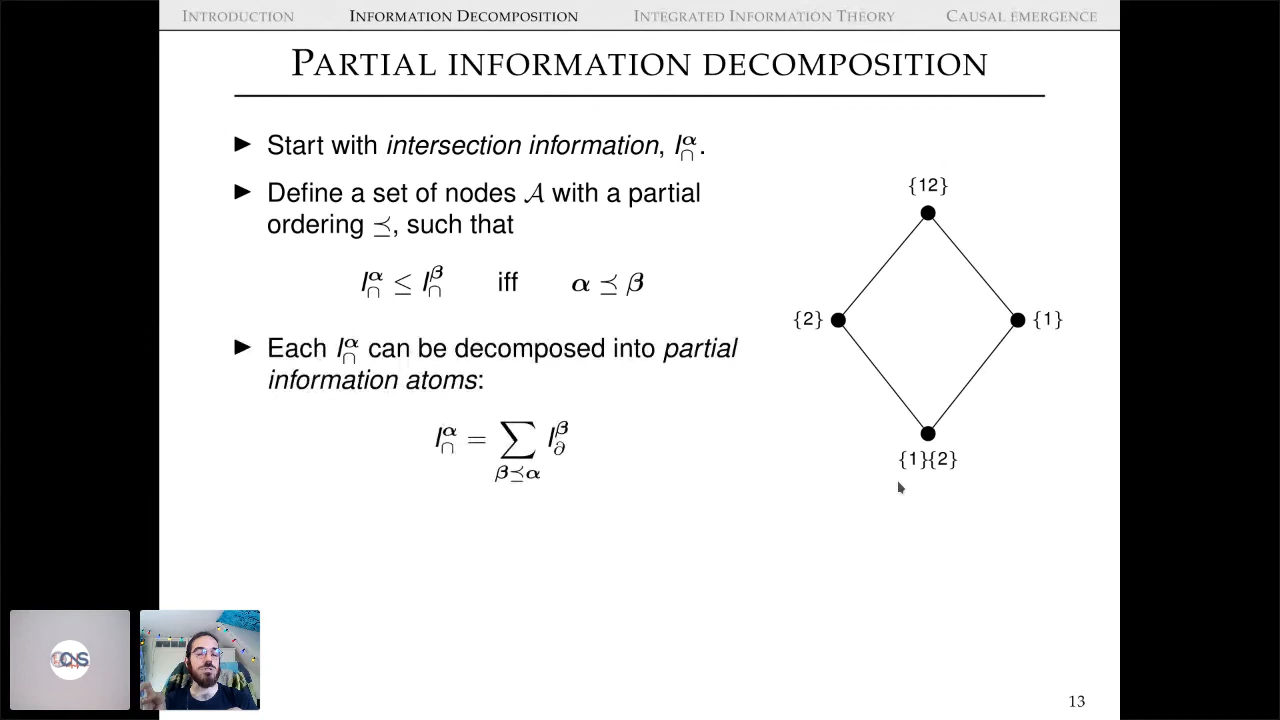 INTRODUCTION INFORMATION DECOMPOSITION INTEGRATED INFORMATION THEORY CAUSAL EMERGENCE
PARTIAL INFORMATION DECOMPOSITION
► Start with intersection information, I∩^α.
► Define a set of nodes 𝒜 with a partial
ordering ⪯, such that
I∩^α ≤ I∩^β iff α ⪯ β
► Each I∩^α can be decomposed into partial
information atoms:
I∩^α = ∑_{β⪯α} I∂^β
{12}
{2}
{1}
{1}{2}
13